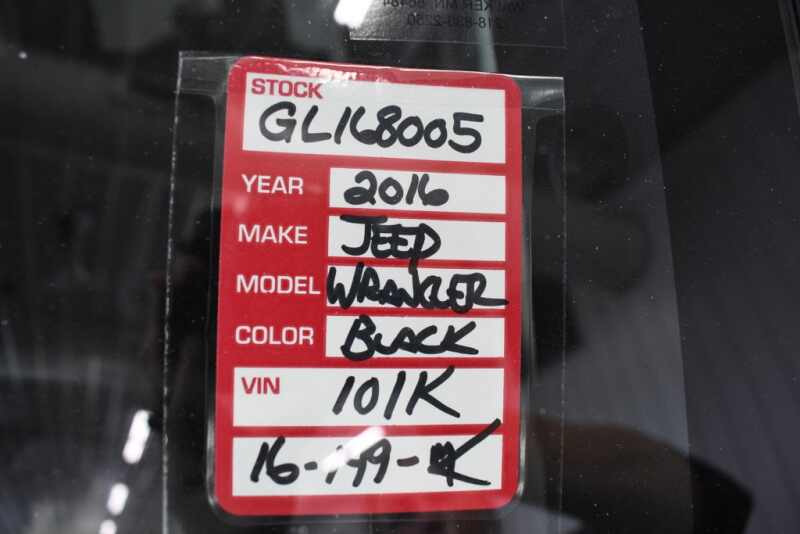 STOCK
GL168005
YEAR 2016
MAKE JEEP
MODEL WRANGLER
COLOR BLACK
VIN 101K